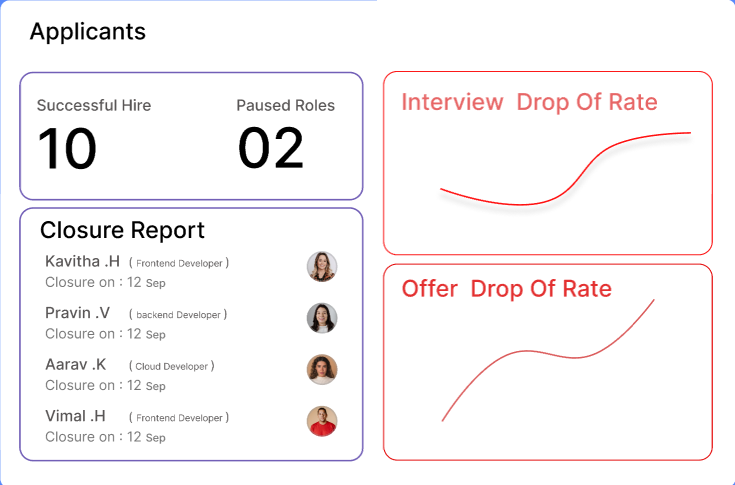 Applicants
Successful Hire
Paused Roles
10
02
Closure Report
Kavitha .H ( Frontend Developer )
Closure on : 12 Sep
Pravin .V ( backend Developer )
Closure on : 12 Sep
Aarav .K ( Cloud Developer )
Closure on : 12 Sep
Vimal .H ( Frontend Developer )
Closure on : 12 Sep
Interview Drop Of Rate
Offer Drop Of Rate